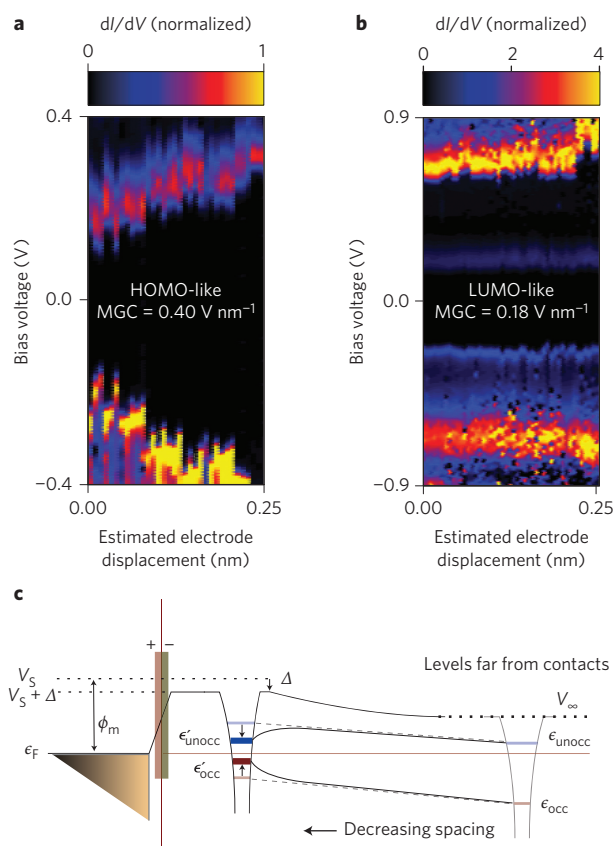 a
dI/dV (normalized)
0 1
0.4
0.0
−0.4
Bias voltage (V)
HOMO-like
MGC = 0.40 V nm⁻¹
0.00 0.25
Estimated electrode
displacement (nm)
b
dI/dV (normalized)
0 2 4
0.9
0.0
−0.9
Bias voltage (V)
LUMO-like
MGC = 0.18 V nm⁻¹
0.00 0.25
Estimated electrode
displacement (nm)
c
+ −
V_S
Δ
Levels far from contacts
V_S + Δ
V_∞
ϕ_m
ϵ_F
ϵ′_unocc
ϵ_unocc
ϵ′_occ
ϵ_occ
Decreasing spacing